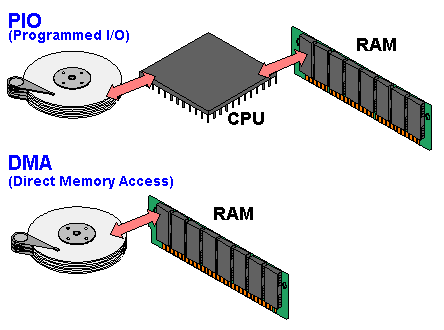 PIO
(Programmed I/O)
RAM
CPU
DMA
(Direct Memory Access)
RAM